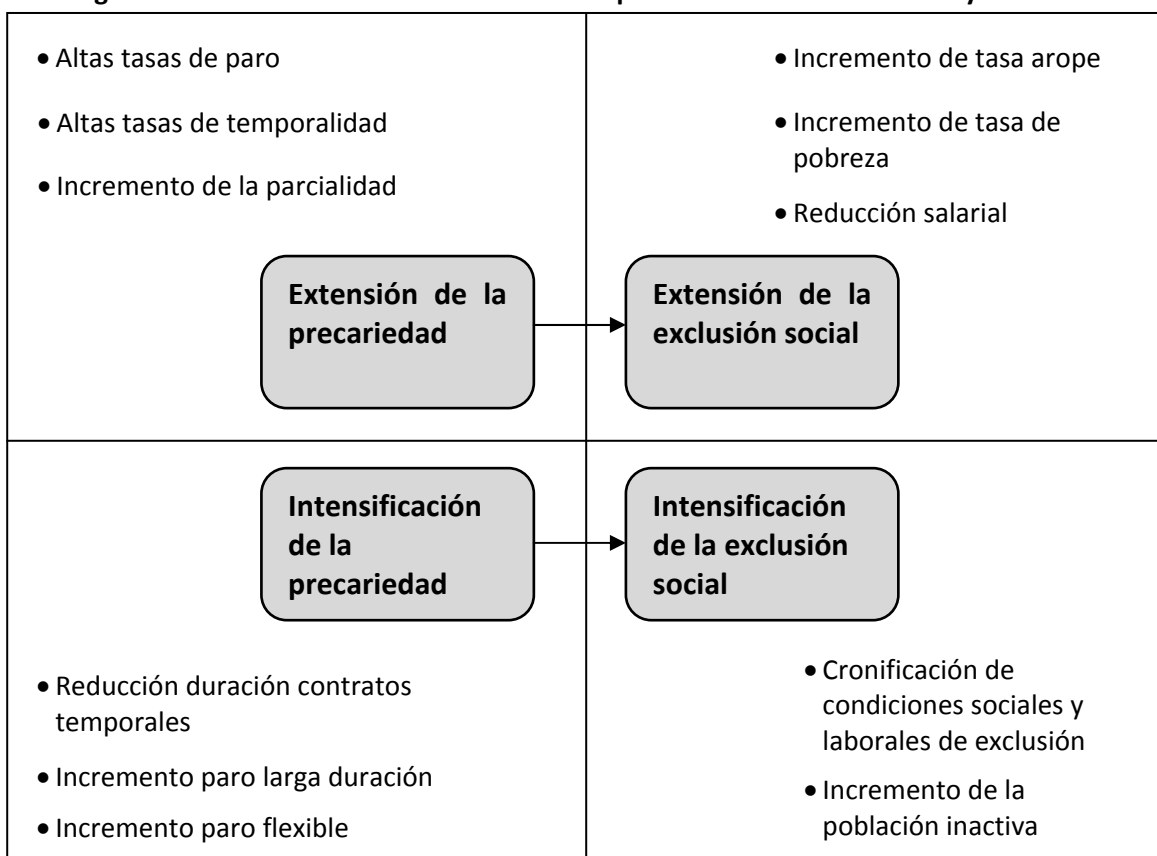 • Altas tasas de paro
• Altas tasas de temporalidad
• Incremento de la parcialidad
• Incremento de tasa arope
• Incremento de tasa de
pobreza
• Reducción salarial
Extensión de la
precariedad
Extensión de la
exclusión social
Intensificación
de la
precariedad
Intensificación
de la exclusión
social
• Reducción duración contratos
temporales
• Incremento paro larga duración
• Incremento paro flexible
• Cronificación de
condiciones sociales y
laborales de exclusión
• Incremento de la
población inactiva